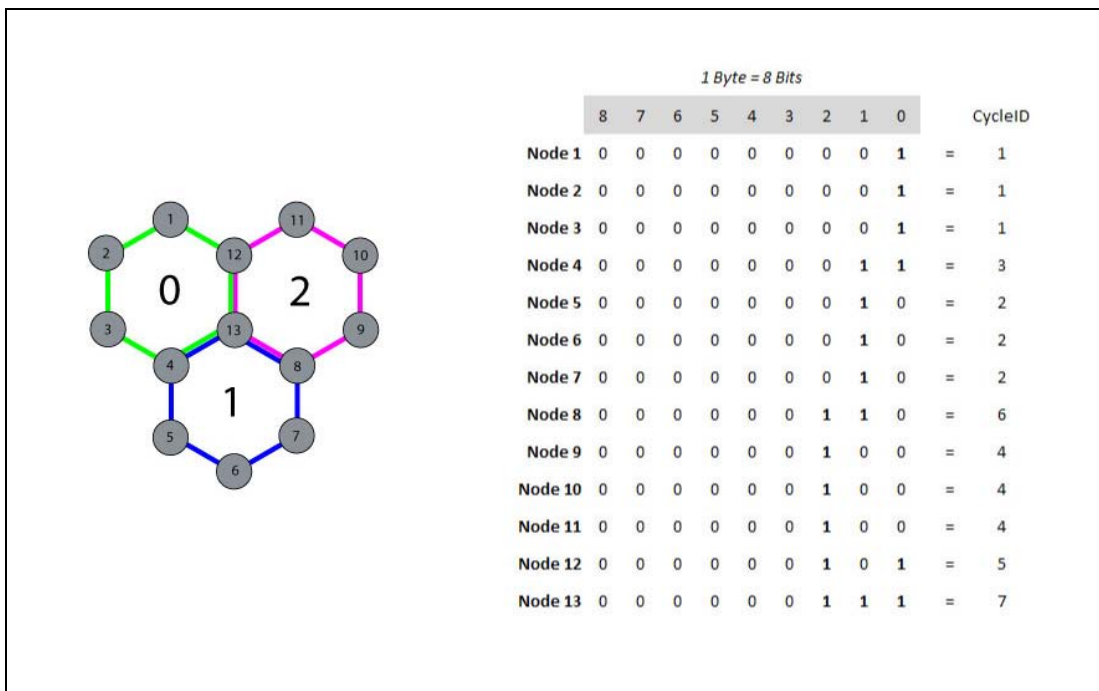 1 Byte = 8 Bits
8 7 6 5 4 3 2 1 0 CycleID
Node 1 0 0 0 0 0 0 0 0 1 = 1
Node 2 0 0 0 0 0 0 0 0 1 = 1
Node 3 0 0 0 0 0 0 0 0 1 = 1
Node 4 0 0 0 0 0 0 0 1 1 = 3
Node 5 0 0 0 0 0 0 0 1 0 = 2
Node 6 0 0 0 0 0 0 0 1 0 = 2
Node 7 0 0 0 0 0 0 0 1 0 = 2
Node 8 0 0 0 0 0 0 1 1 0 = 6
Node 9 0 0 0 0 0 0 1 0 0 = 4
Node 10 0 0 0 0 0 0 1 0 0 = 4
Node 11 0 0 0 0 0 0 1 0 0 = 4
Node 12 0 0 0 0 0 0 1 0 1 = 5
Node 13 0 0 0 0 0 0 1 1 1 = 7
1 11
2 12 10
0 2
3 13 9
4 8
1
5 7
6